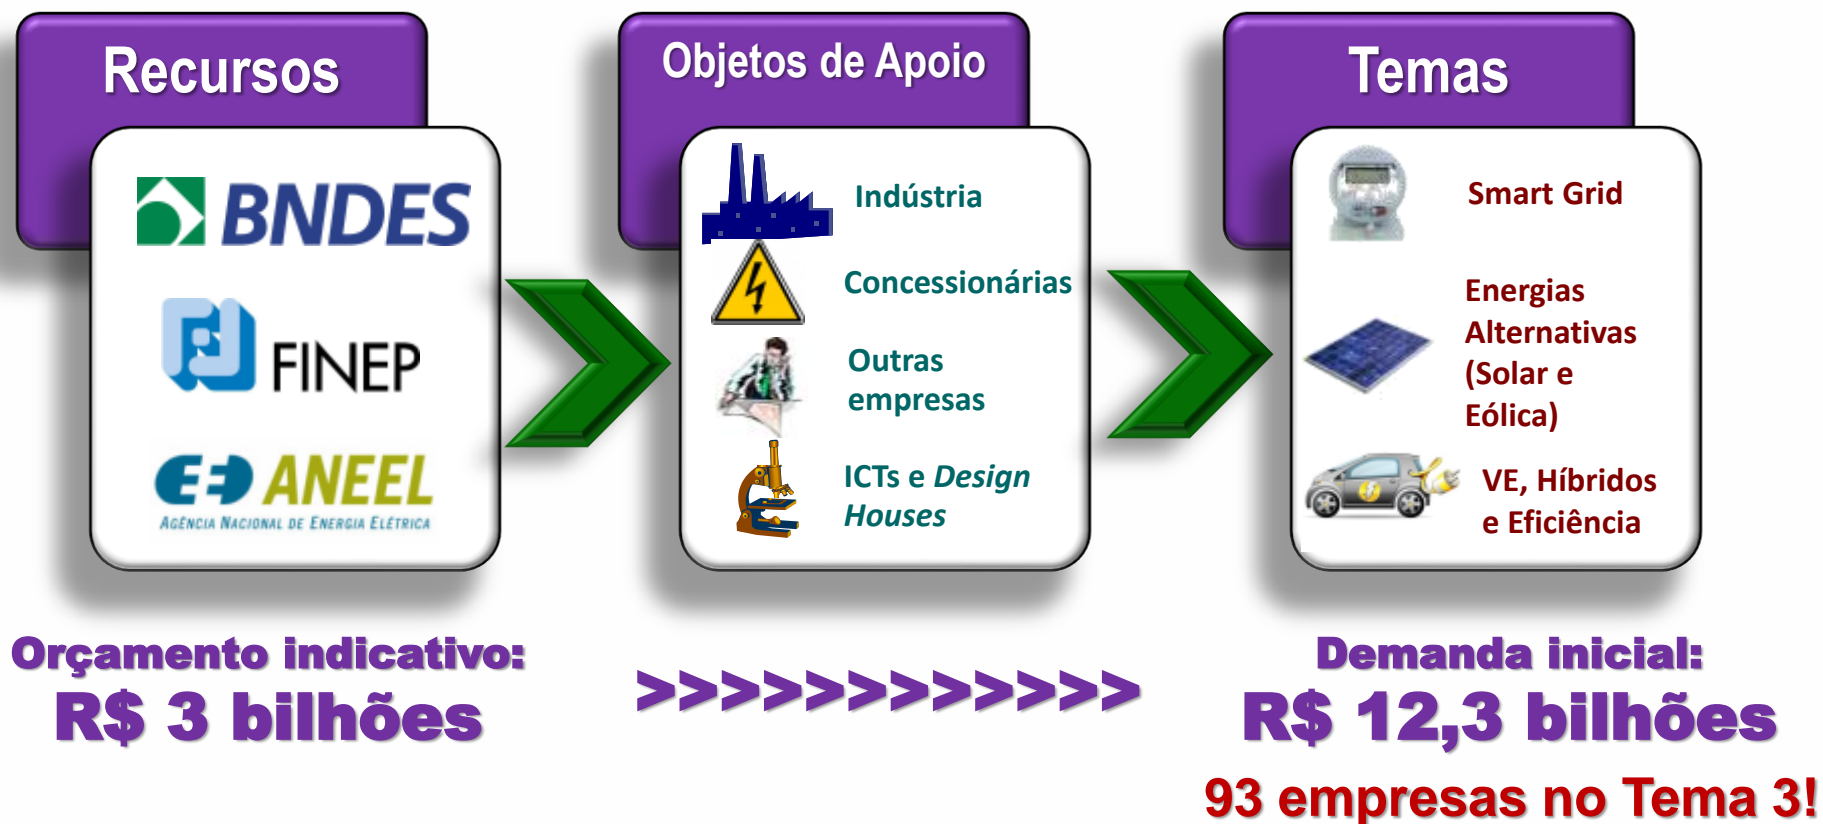 Recursos
BNDES
FINEP
ANEEL
AGÊNCIA NACIONAL DE ENERGIA ELÉTRICA
Orçamento indicativo:
R$ 3 bilhões
Objetos de Apoio
Indústria
Concessionárias
Outras
empresas
ICTs e Design
Houses
>>>>>>>>>>>>
Temas
Smart Grid
Energias
Alternativas
(Solar e
Eólica)
VE, Híbridos
e Eficiência
Demanda inicial:
R$ 12,3 bilhões
93 empresas no Tema 3!